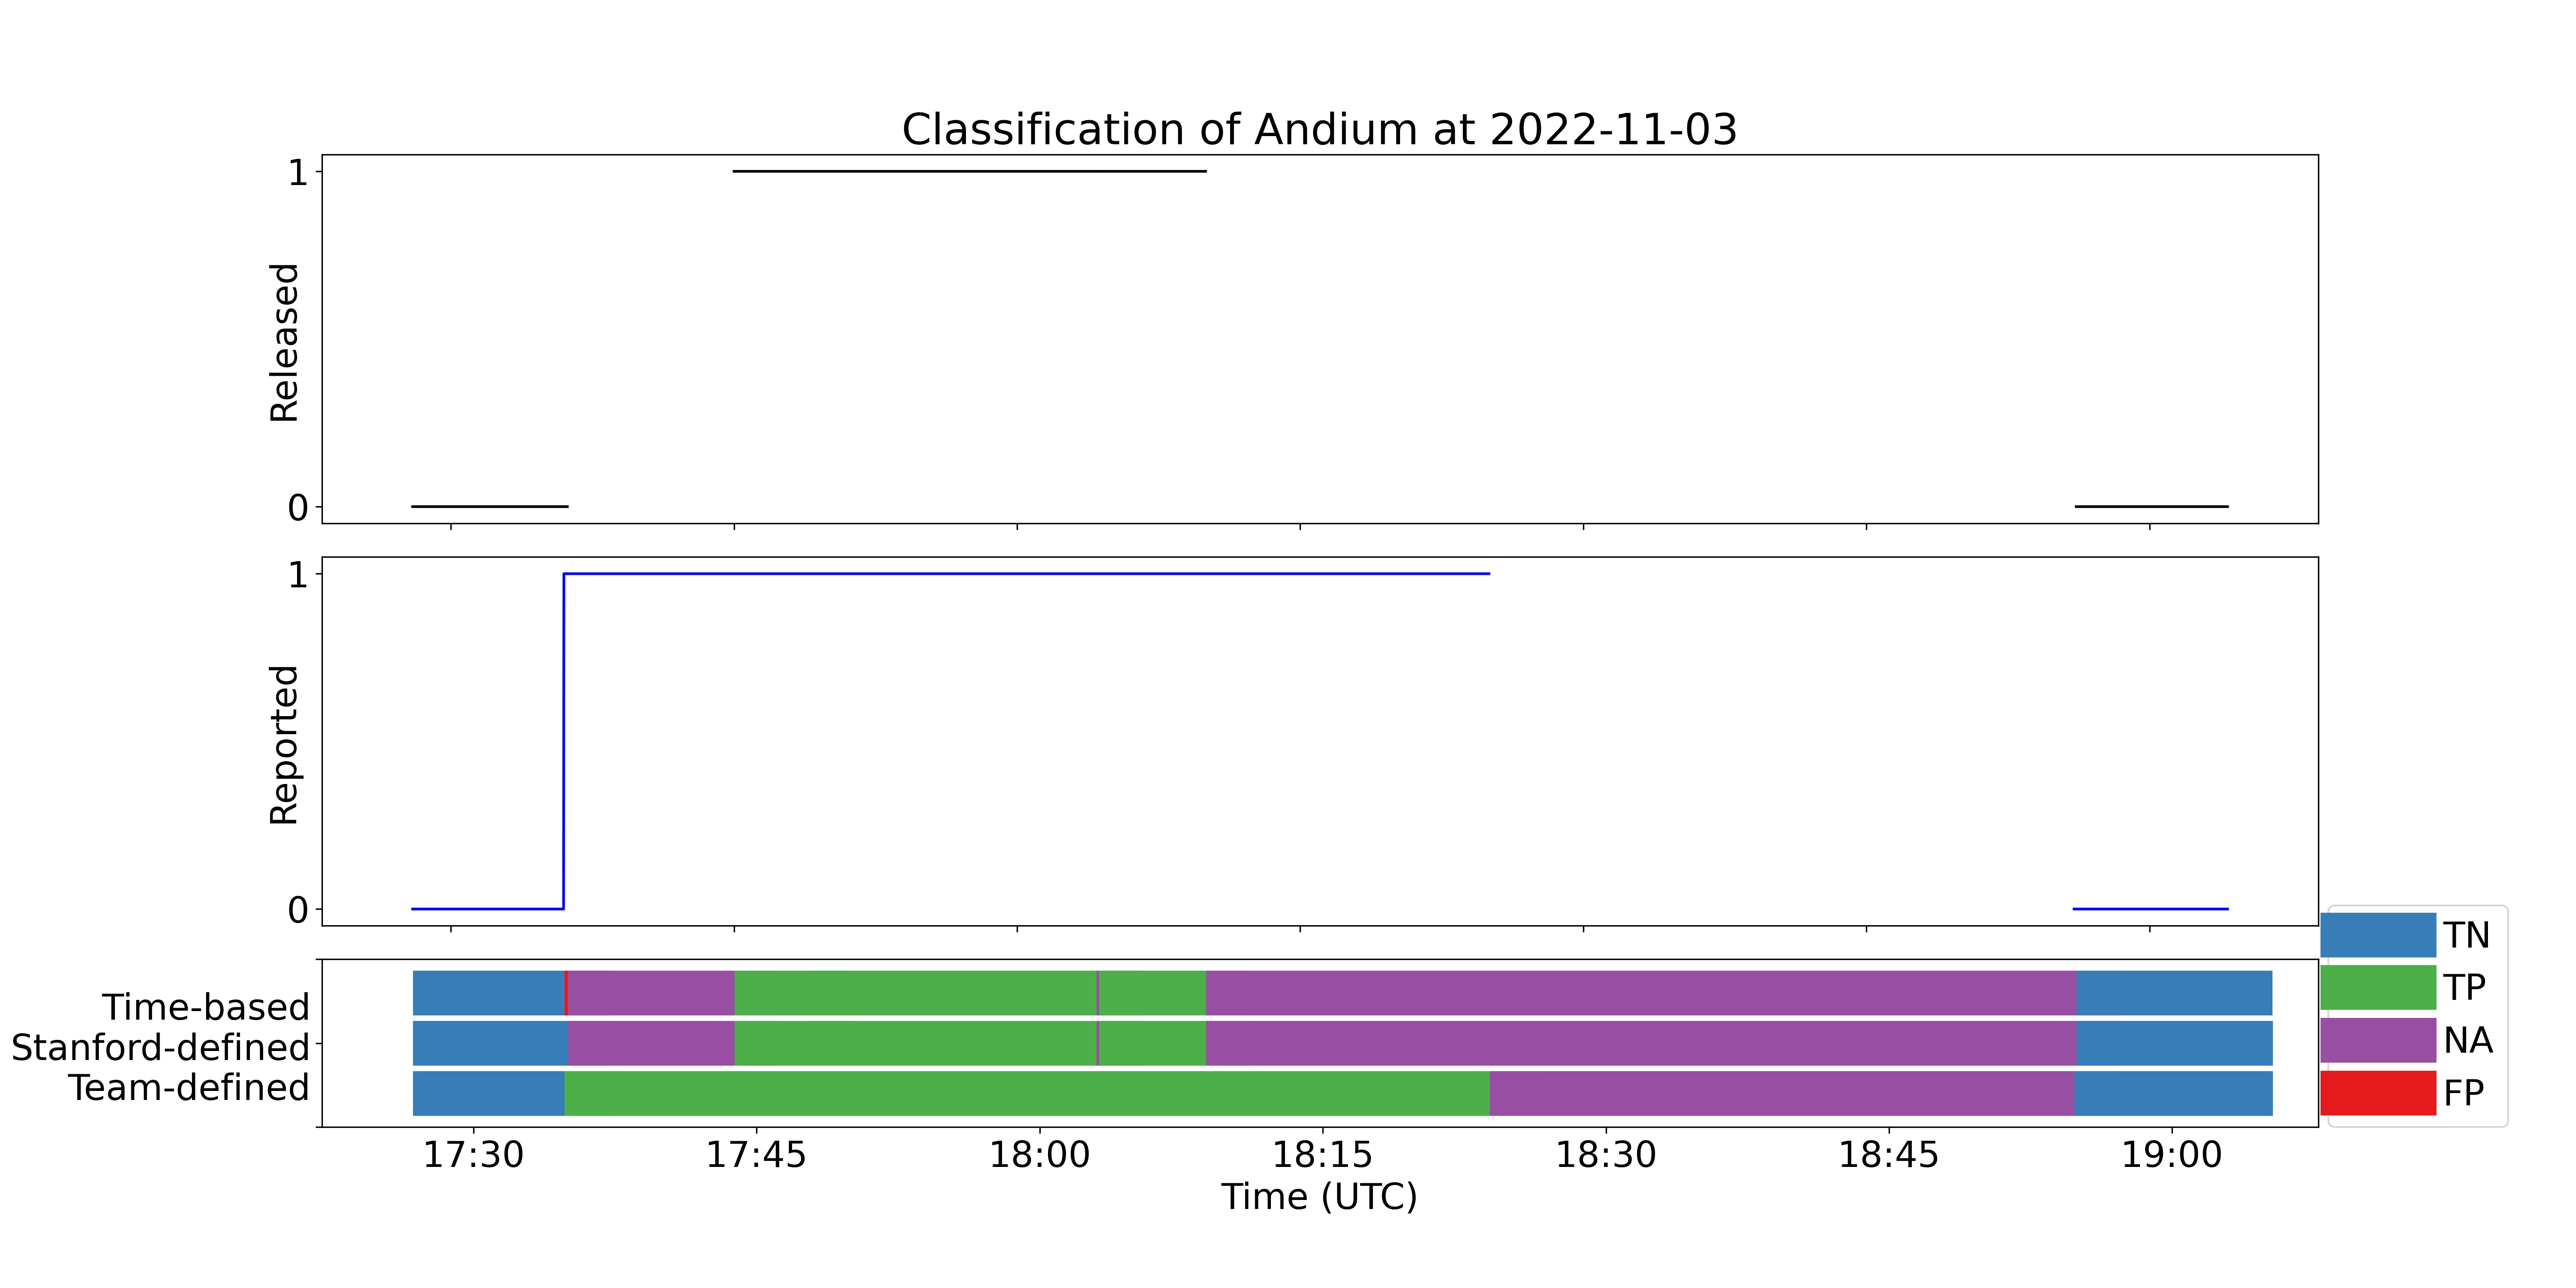 Classification of Andium at 2022-11-03
1
Released
0
1
Reported
0
TN
TP
NA
FP
Time-based
Stanford-defined
Team-defined
17:30 17:45 18:00 18:15 18:30 18:45 19:00
Time (UTC)